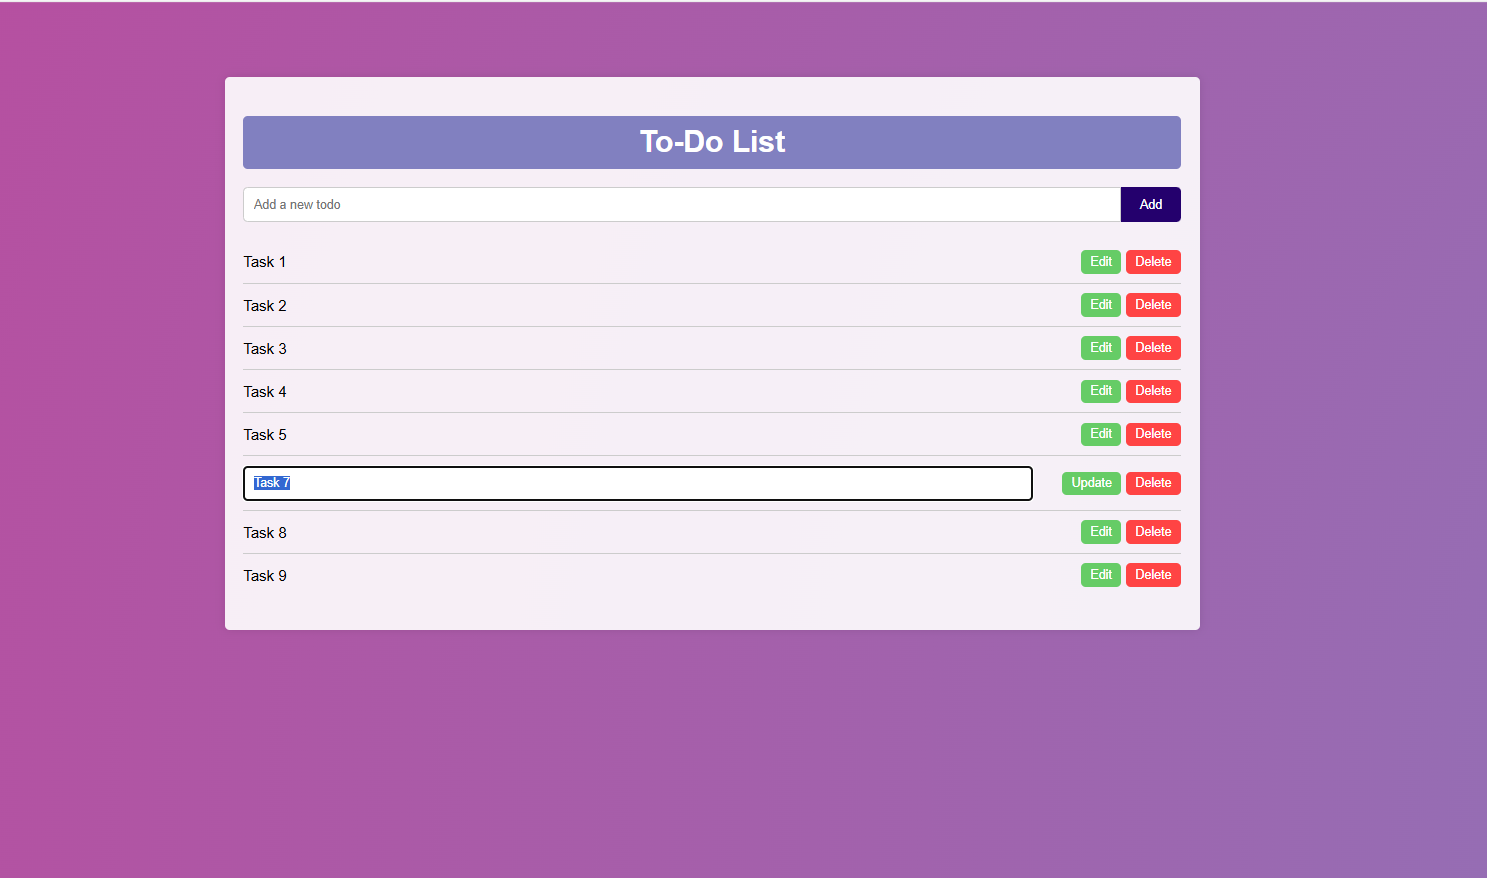 To-Do List
Add a new todo Add
Task 1 Edit Delete
Task 2 Edit Delete
Task 3 Edit Delete
Task 4 Edit Delete
Task 5 Edit Delete
Task 7 Update Delete
Task 8 Edit Delete
Task 9 Edit Delete